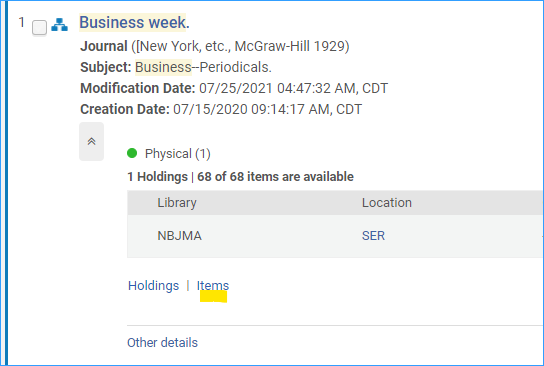 1 Business week.
Journal ([New York, etc., McGraw-Hill 1929)
Subject: Business--Periodicals.
Modification Date: 07/25/2021 04:47:32 AM, CDT
Creation Date: 07/15/2020 09:14:17 AM, CDT
Physical (1)
1 Holdings | 68 of 68 items are available
Library Location
NBJMA SER
Holdings | Items
Other details